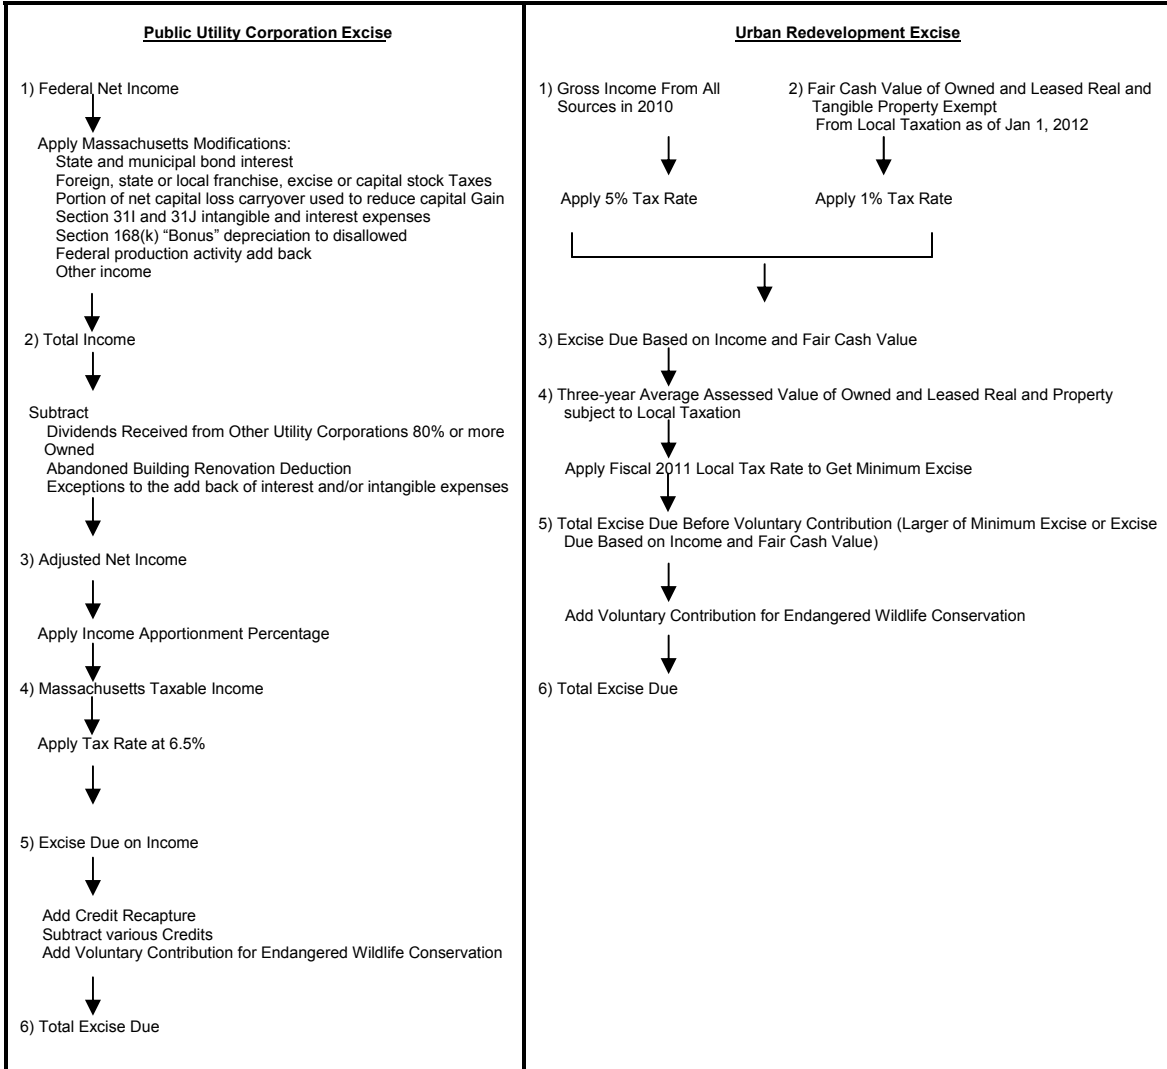 Public Utility Corporation Excise
1) Federal Net Income
Apply Massachusetts Modifications:
State and municipal bond interest
Foreign, state or local franchise, excise or capital stock Taxes
Portion of net capital loss carryover used to reduce capital Gain
Section 31I and 31J intangible and interest expenses
Section 168(k) “Bonus” depreciation to disallowed
Federal production activity add back
Other income
2) Total Income
Subtract
Dividends Received from Other Utility Corporations 80% or more
Owned
Abandoned Building Renovation Deduction
Exceptions to the add back of interest and/or intangible expenses
3) Adjusted Net Income
Apply Income Apportionment Percentage
4) Massachusetts Taxable Income
Apply Tax Rate at 6.5%
5) Excise Due on Income
Add Credit Recapture
Subtract various Credits
Add Voluntary Contribution for Endangered Wildlife Conservation
6) Total Excise Due
Urban Redevelopment Excise
1) Gross Income From All
Sources in 2010
2) Fair Cash Value of Owned and Leased Real and
Tangible Property Exempt
From Local Taxation as of Jan 1, 2012
Apply 5% Tax Rate
Apply 1% Tax Rate
3) Excise Due Based on Income and Fair Cash Value
4) Three-year Average Assessed Value of Owned and Leased Real and Property
subject to Local Taxation
Apply Fiscal 2011 Local Tax Rate to Get Minimum Excise
5) Total Excise Due Before Voluntary Contribution (Larger of Minimum Excise or Excise
Due Based on Income and Fair Cash Value)
Add Voluntary Contribution for Endangered Wildlife Conservation
6) Total Excise Due